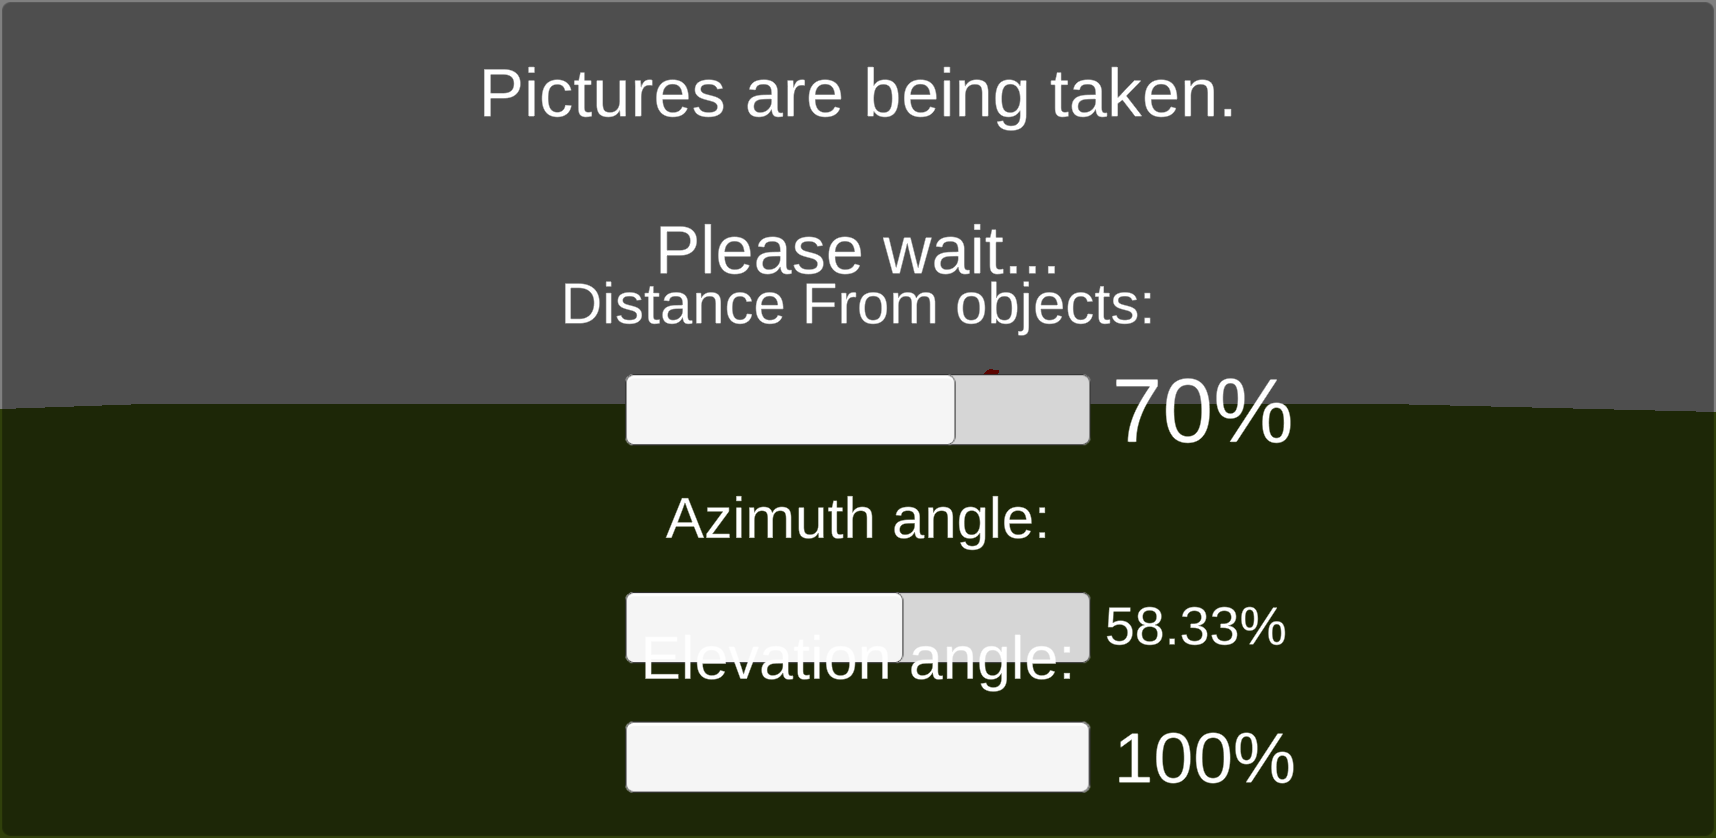 Pictures are being taken.
Please wait...
Distance From objects:
70%
Azimuth angle:
58.33%
Elevation angle:
100%